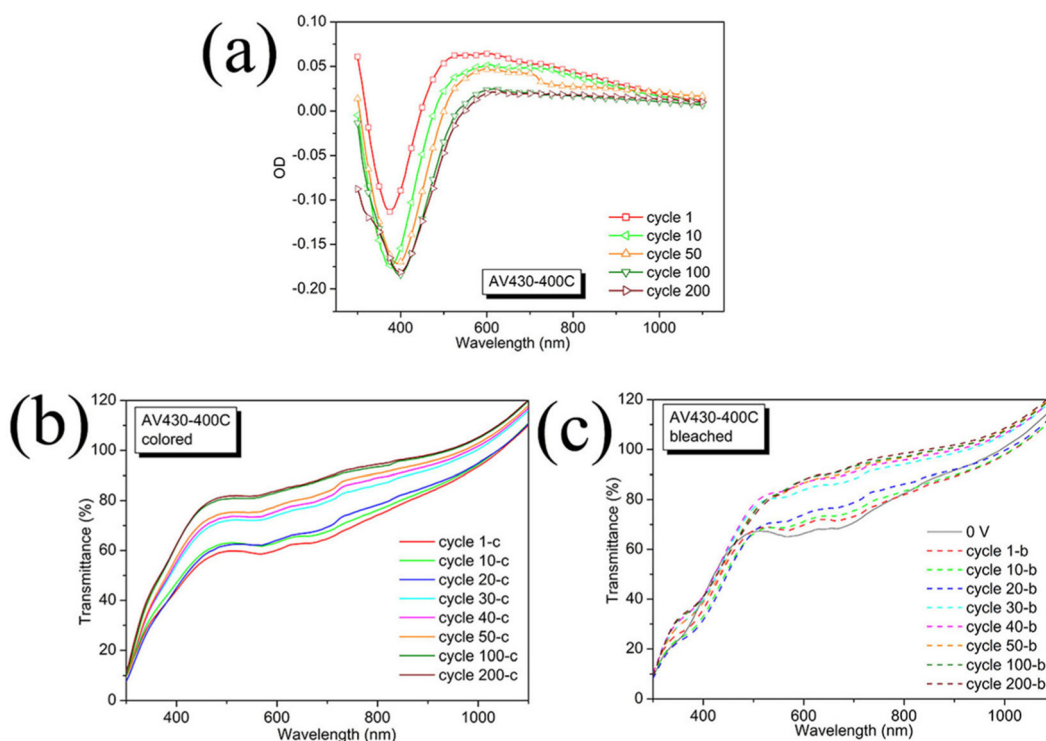 (a)
0.10
0.05
0.00
-0.05
-0.10
-0.15
-0.20
OD
400
600
800
1000
Wavelength (nm)
AV430-400C
cycle 1
cycle 10
cycle 50
cycle 100
cycle 200
(b)
120
100
80
60
40
20
0
Transmittance (%)
400
600
800
1000
Wavelength (nm)
AV430-400C
colored
cycle 1-c
cycle 10-c
cycle 20-c
cycle 30-c
cycle 40-c
cycle 50-c
cycle 100-c
cycle 200-c
(c)
120
100
80
60
40
20
0
Transmittance (%)
400
600
800
1000
Wavelength (nm)
AV430-400C
bleached
0 V
cycle 1-b
cycle 10-b
cycle 20-b
cycle 30-b
cycle 40-b
cycle 50-b
cycle 100-b
cycle 200-b